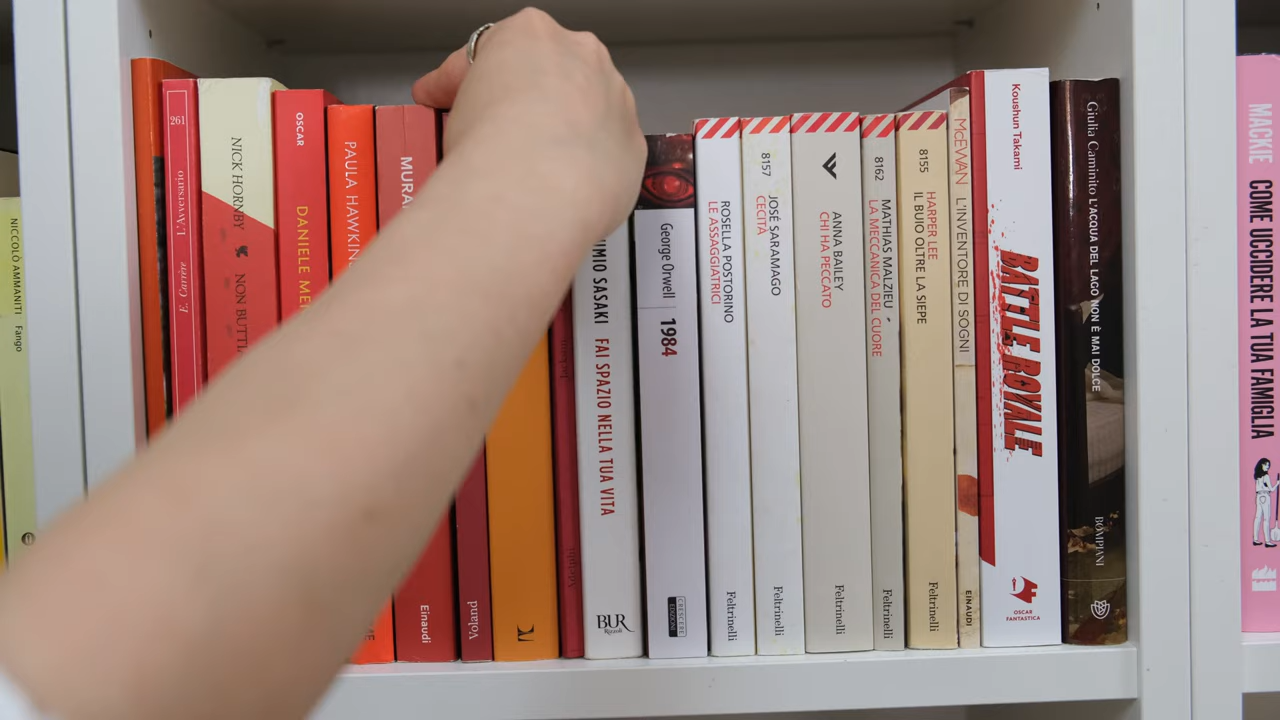 NICCOLÒ AMMANITI Fango
261
L'Avversario
E. Carrère
NICK HORNBY NON BUTTI
OSCAR
DANIELE ME
PAULA HAWKIN
MURA
Einaudi
Voland
UMIO SASAKI FAI SPAZIO NELLA TUA VITA
BUR
Rizzoli
George Orwell 1984
CRESCERE
EDIZIONI
ROSELLA POSTORINO
LE ASSAGGIATRICI
Feltrinelli
8157
JOSÉ SARAMAGO
CECITÀ
Feltrinelli
ANNA BAILEY
CHI HA PECCATO
Feltrinelli
8162
MATHIAS MALZIEU
LA MECCANICA DEL CUORE
Feltrinelli
8155
HARPER LEE
IL BUIO OLTRE LA SIEPE
Feltrinelli
McEWAN L'INVENTORE DI SOGNI
EINAUDI
Koushun Takami
BATTLE ROYALE
OSCAR
FANTASTICA
Giulia Caminito L'ACQUA DEL LAGO NON È MAI DOLCE
BOMPIANI
MACKIE COME UCCIDERE LA TUA FAMIGLIA